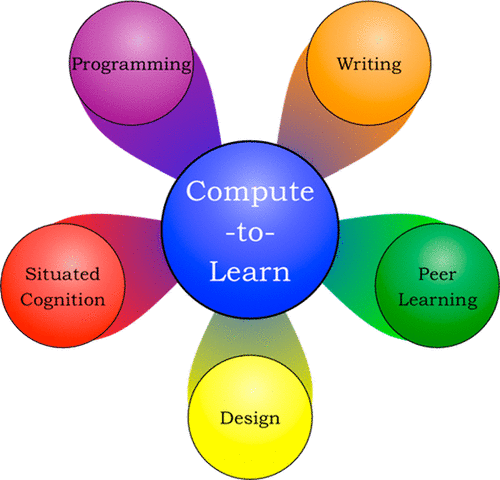 Programming
Writing
Compute
-to-
Learn
Situated
Cognition
Peer
Learning
Design